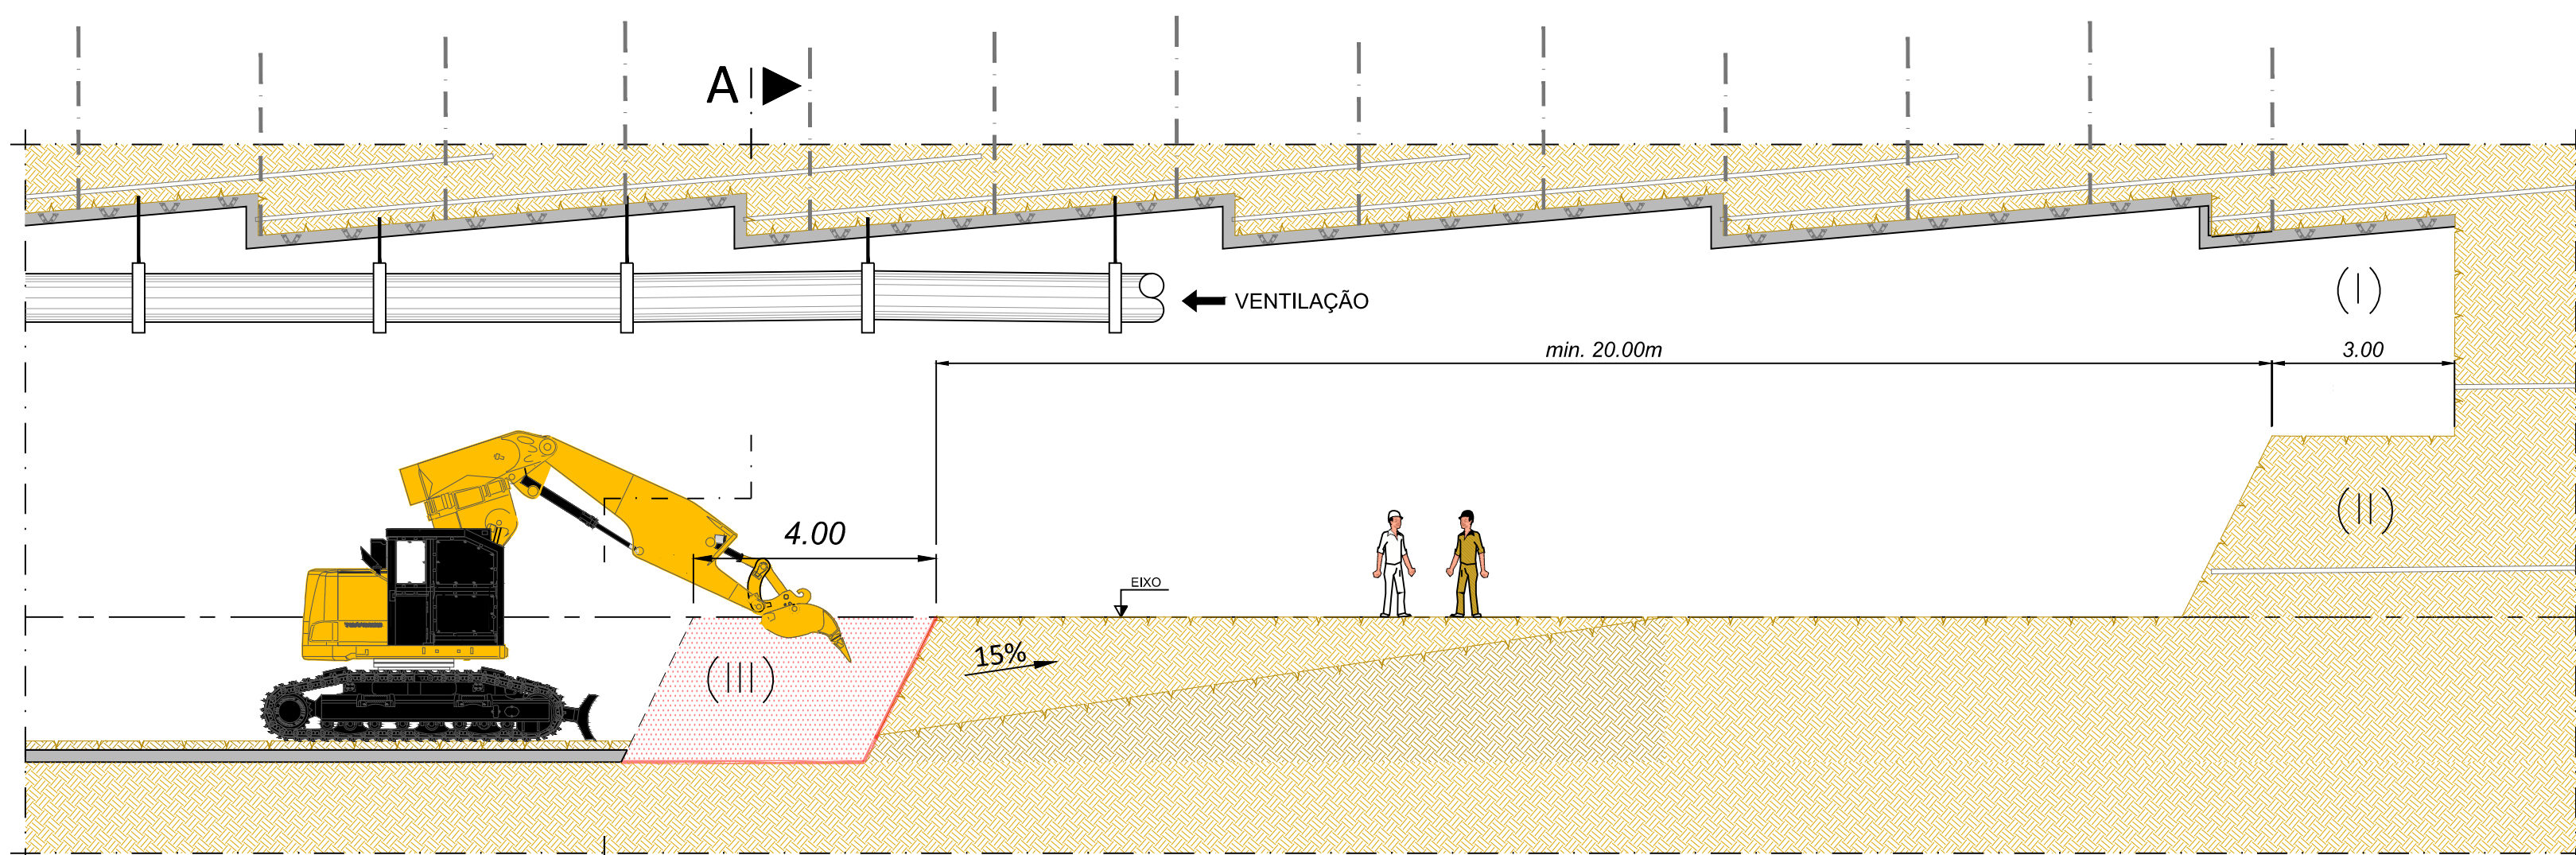 A
VENTILAÇÃO
(I)
min. 20.00m
3.00
(II)
4.00
EIXO
(III)
15%